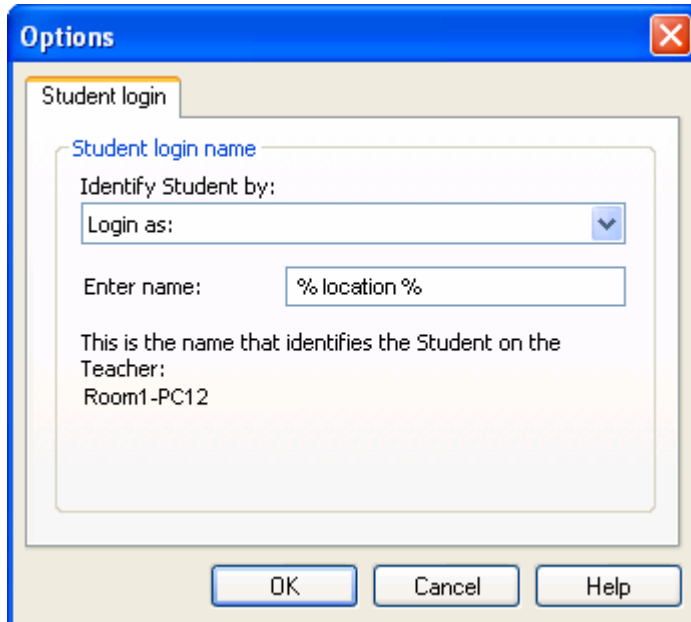 Options
Student login
Student login name
Identify Student by:
Login as:
Enter name: % location %
This is the name that identifies the Student on the
Teacher:
Room1-PC12
OK Cancel Help